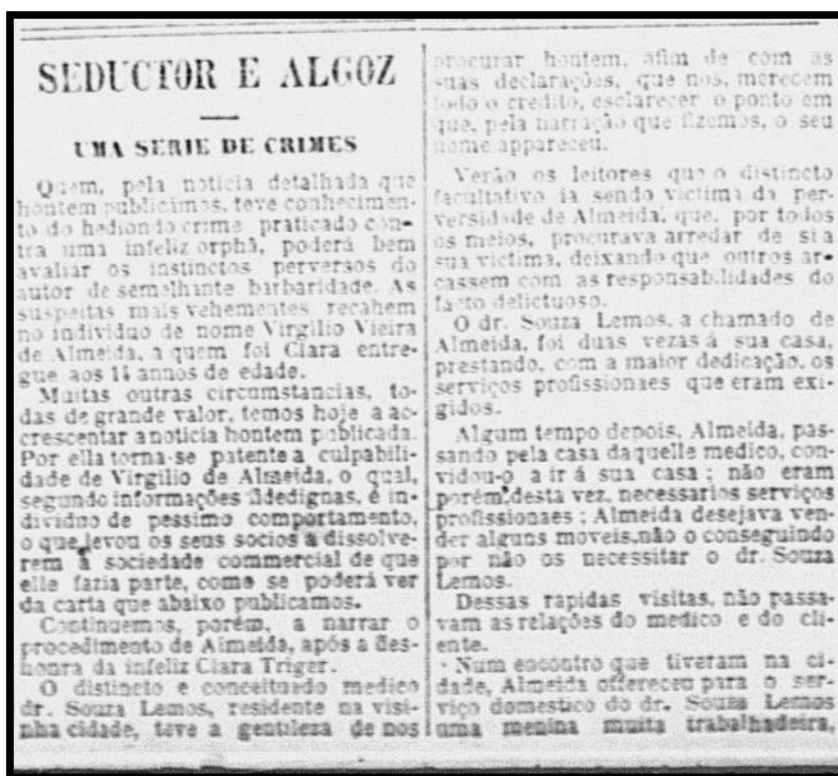 SEDUCTOR E ALGOZ
UMA SERIE DE CRIMES
Quem, pela noticia detalhada que
hontem publicámos, teve conhecimen-
to do hediondo crime praticado con-
tra uma infeliz orphã, poderá bem
avaliar os instinctos perversos do
autor de semelhante barbaridade. As
suspeitas mais vehementes recahem
no individuo de nome Virgilio Vieira
de Almeida, a quem foi Clara entre-
gue aos 11 annos de edade.
Muitas outras circumstancias, to-
das de grande valor, temos hoje a ac-
crescentar a noticia hontem publicada.
Por ella torna-se patente a culpabili-
dade de Virgilio de Almeida, o qual,
segundo informações fidedignas, é in-
dividuo de pessimo comportamento,
o que levou os seus socios a dissolve-
rem a sociedade commercial de que
elle fazia parte, como se poderá ver
da carta que abaixo publicamos.
Continuemos, porém, a narrar o
procedimento de Almeida, após a des-
honra da infeliz Clara Triger.
O distincto e conceituado medico
dr. Souza Lemos, residente na visi-
nha cidade, teve a gentileza de nos
procurar hontem, afim de com as
suas declarações, que nos, merecem
todo o credito, esclarecer o ponto em
que, pela narração que fizemos, o seu
nome appareceu.
Verão os leitores que o distincto
facultativo ia sendo victima da per-
versidade de Almeida, que, por todos
os meios, procurava arredar de si a
sua victima, deixando que outros ar-
cassem com as responsabilidades do
facto delictuoso.
O dr. Souza Lemos, a chamado de
Almeida, foi duas vezas á sua casa,
prestando, com a maior dedicação, os
serviços profissionaes que eram exi-
gidos.
Algum tempo depois, Almeida, pas-
sando pela casa daquelle medico, con-
vidou-o a ir á sua casa; não eram
porém, desta vez, necessarios serviços
profissionaes; Almeida desejava ven-
der alguns moveis, não o conseguindo
por não os necessitar o dr. Souza
Lemos.
Dessas rapidas visitas, não passa-
vam as relações do medico e do cli-
ente.
Num encontro que tiveram na ci-
dade, Almeida offereceu para o ser-
viço domestico do dr. Souza Lemos
uma menina muita trabalhadeira,